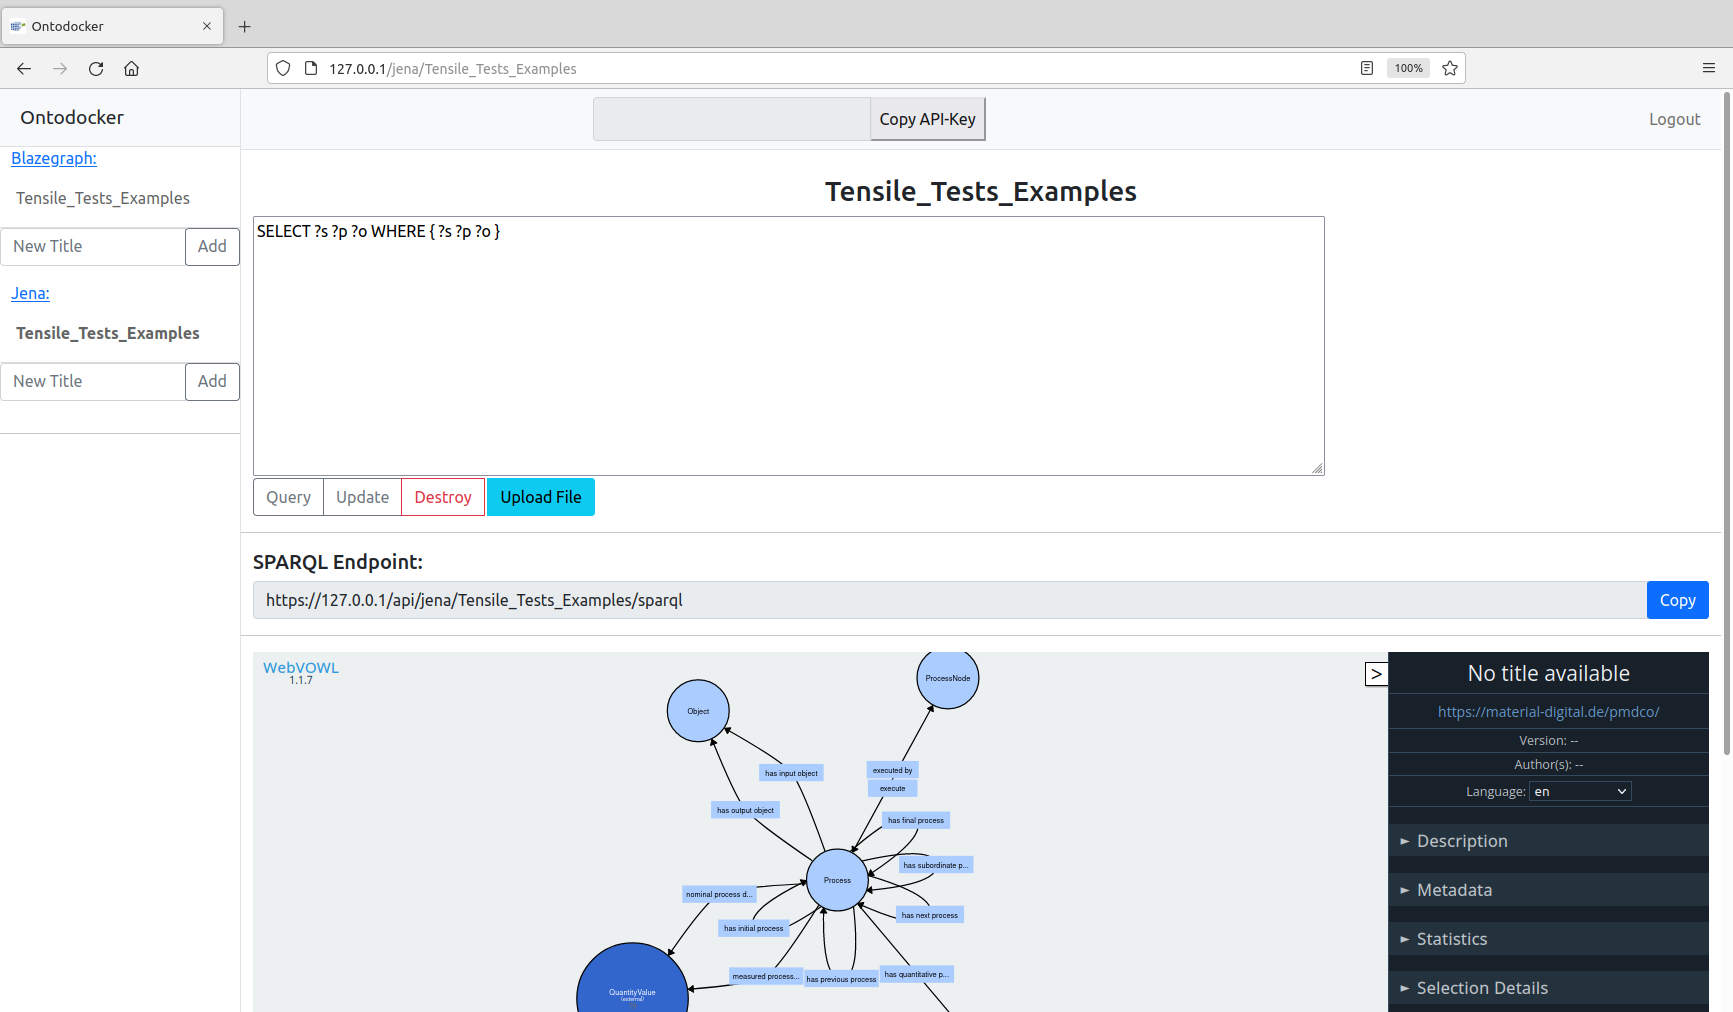 Ontodocker
127.0.0.1/jena/Tensile_Tests_Examples
100%
Ontodocker
Copy API-Key
Logout
Blazegraph:
Tensile_Tests_Examples
New Title
Add
Jena:
Tensile_Tests_Examples
New Title
Add
Tensile_Tests_Examples
SELECT ?s ?p ?o WHERE { ?s ?p ?o }
Query
Update
Destroy
Upload File
SPARQL Endpoint:
https://127.0.0.1/api/jena/Tensile_Tests_Examples/sparql
Copy
WebVOWL
1.1.7
ProcessNode
Object
has input object
executed by
execute
has output object
has final process
has subordinate p...
Process
nominal process d...
has next process
has initial process
measured process...
has previous process
has quantitative p...
QuantityValue
(external)
>
No title available
https://material-digital.de/pmdco/
Version: --
Author(s): --
Language: en
► Description
► Metadata
► Statistics
► Selection Details